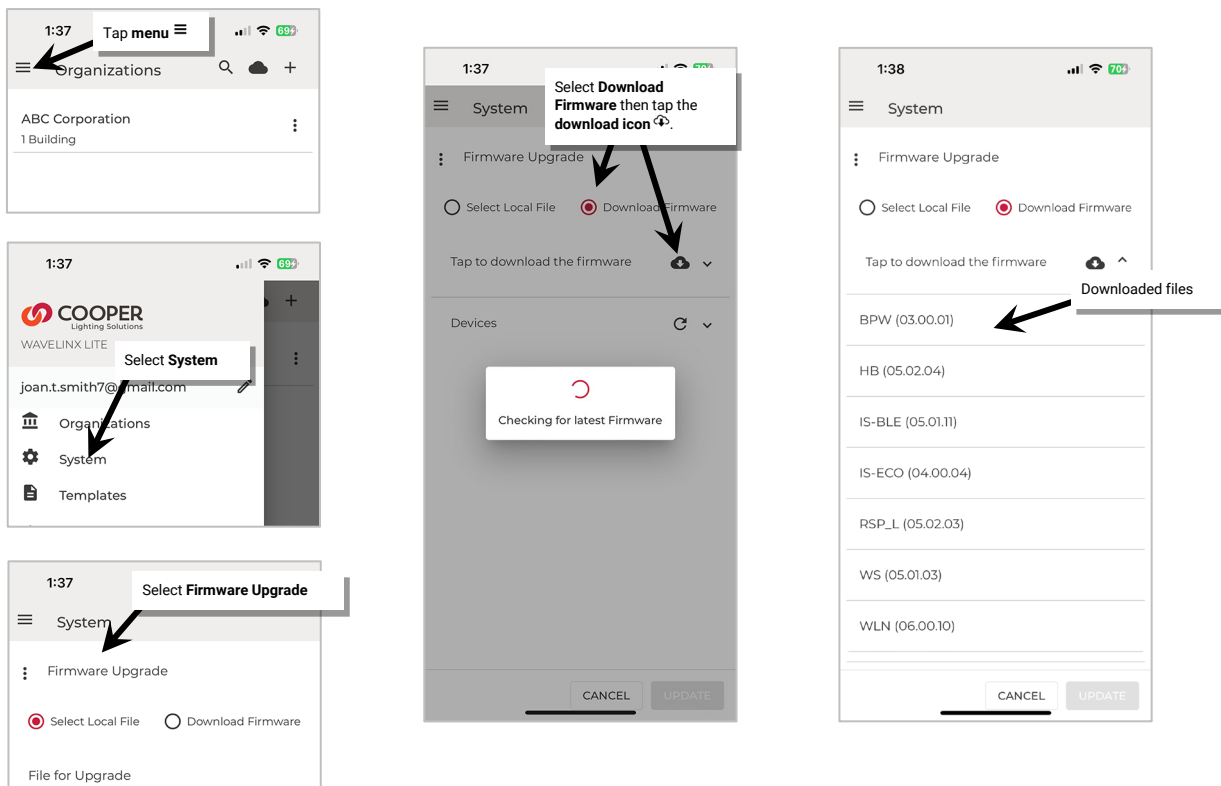 1:37
Tap menu ≡
69
Organizations
ABC Corporation
1 Building
1:37
69
COOPER
Lighting Solutions
WAVELINX LITE
Select System
joan.t.smith7@gmail.com
Organizations
System
Templates
1:37
Select Firmware Upgrade
System
Firmware Upgrade
Select Local File
Download Firmware
File for Upgrade
1:37
Select Download
Firmware then tap the
download icon .
System
Firmware Upgrade
Select Local File
Download Firmware
Tap to download the firmware
Devices
Checking for latest Firmware
CANCEL
UPDATE
1:38
70
System
Firmware Upgrade
Select Local File
Download Firmware
Tap to download the firmware
Downloaded files
BPW (03.00.01)
HB (05.02.04)
IS-BLE (05.01.11)
IS-ECO (04.00.04)
RSP_L (05.02.03)
WS (05.01.03)
WLN (06.00.10)
CANCEL
UPDATE